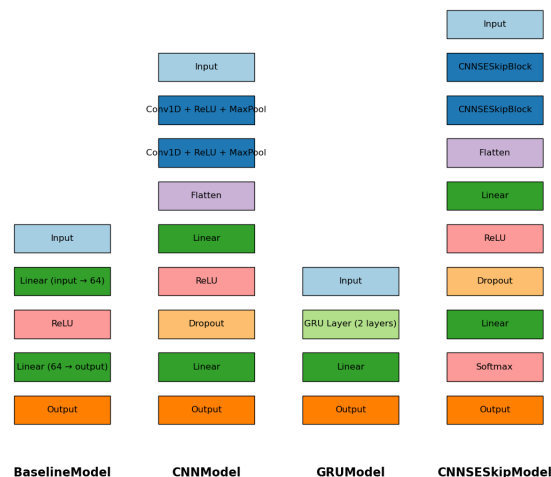 Input
Linear (input → 64)
ReLU
Linear (64 → output)
Output
BaselineModel
Input
Conv1D + ReLU + MaxPool
Conv1D + ReLU + MaxPool
Flatten
Linear
ReLU
Dropout
Linear
Output
CNNModel
Input
GRU Layer (2 layers)
Linear
Output
GRUModel
Input
CNNSESkipBlock
CNNSESkipBlock
Flatten
Linear
ReLU
Dropout
Linear
Softmax
Output
CNNSESkipModel